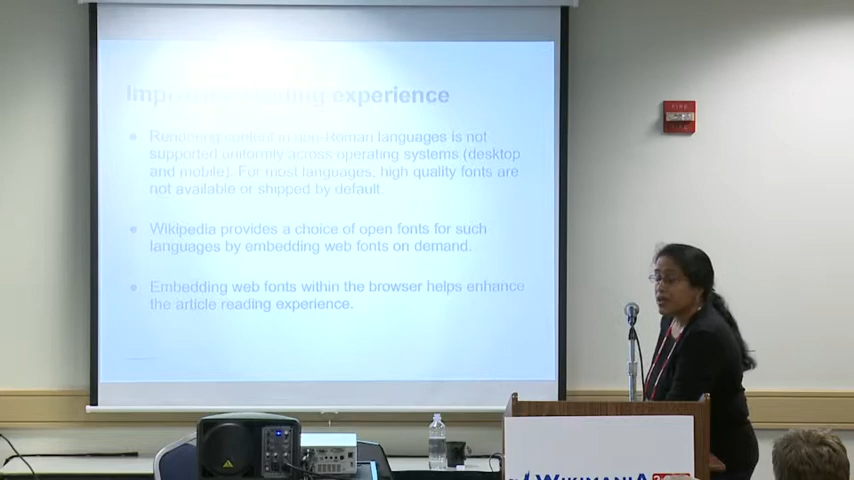 Improving reading experience
Rendering content in non-Roman languages is not
supported uniformly across operating systems (desktop
and mobile). For most languages, high quality fonts are
not available or shipped by default.
Wikipedia provides a choice of open fonts for such
languages by embedding web fonts on demand.
Embedding web fonts within the browser helps enhance
the article reading experience.
FIRE
WIKIMANIA